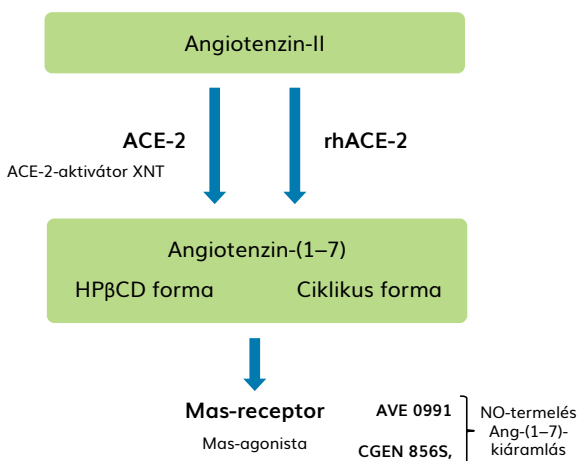 Angiotenzin-II
ACE-2
rhACE-2
ACE-2-aktivátor XNT
Angiotenzin-(1–7)
HPβCD forma
Ciklikus forma
Mas-receptor
Mas-agonista
AVE 0991
CGEN 856S,
NO-termelés
Ang-(1–7)-
kiáramlás